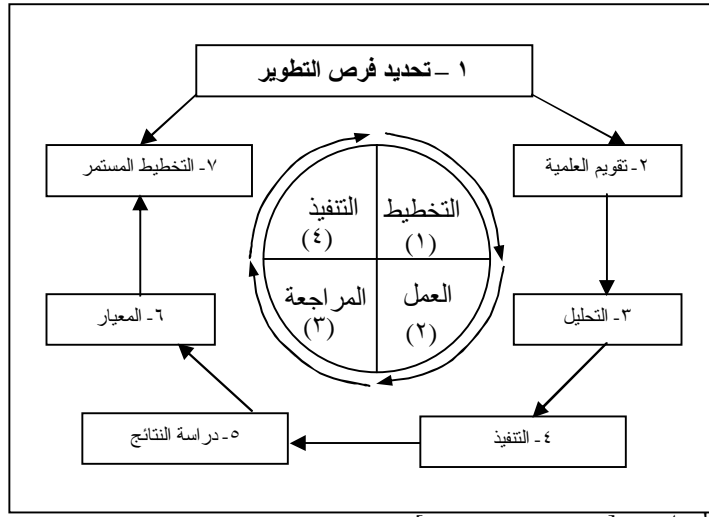 ١ – تحديد فرص التطوير
٢- تقويم العلمية
٣- التحليل
٤- التنفيذ
٥- دراسة النتائج
٦- المعيار
٧- التخطيط المستمر
التخطيط
(١)
العمل
(٢)
المراجعة
(٣)
التنفيذ
(٤)